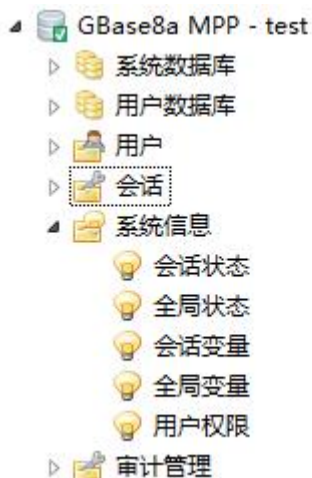 GBase8a MPP - test
系统数据库
用户数据库
用户
会话
系统信息
会话状态
全局状态
会话变量
全局变量
用户权限
审计管理